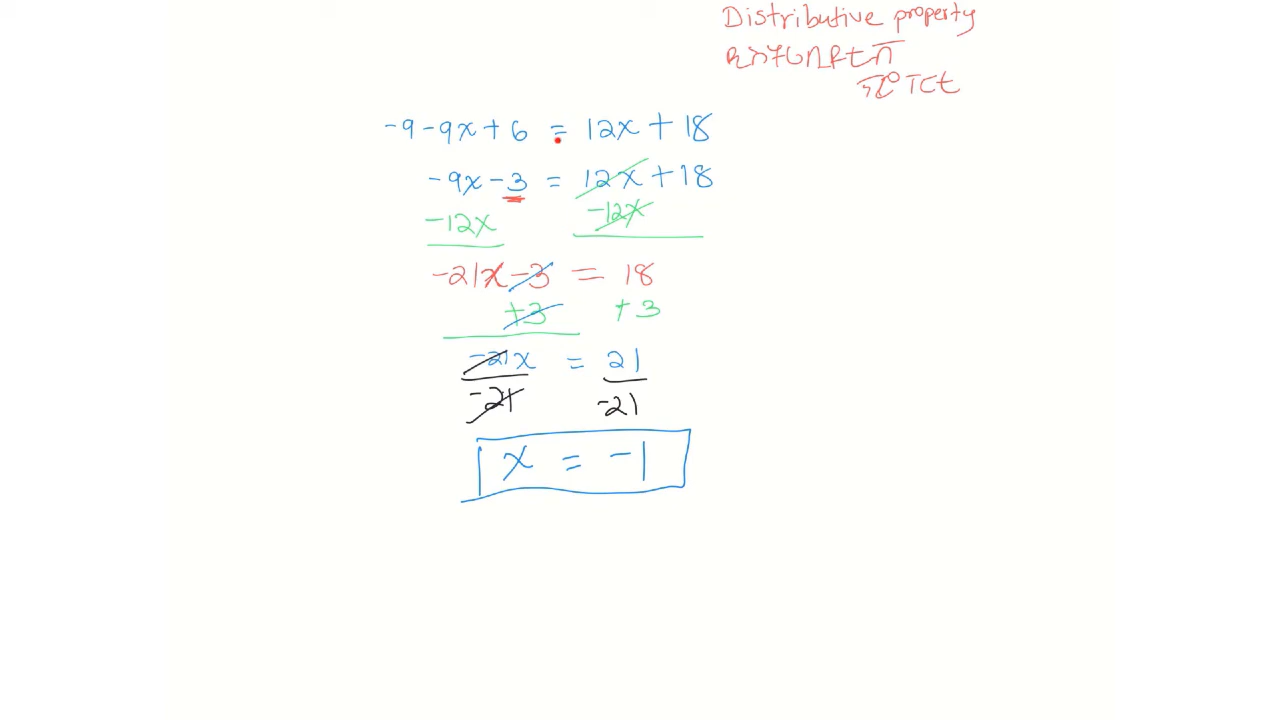 Distributive property
-9-9x+6 = 12x+18
-9x-3 = 12x+18
-12x -12x
-21x-3 = 18
+3 +3
-21x = 21
-21 -21
x = -1